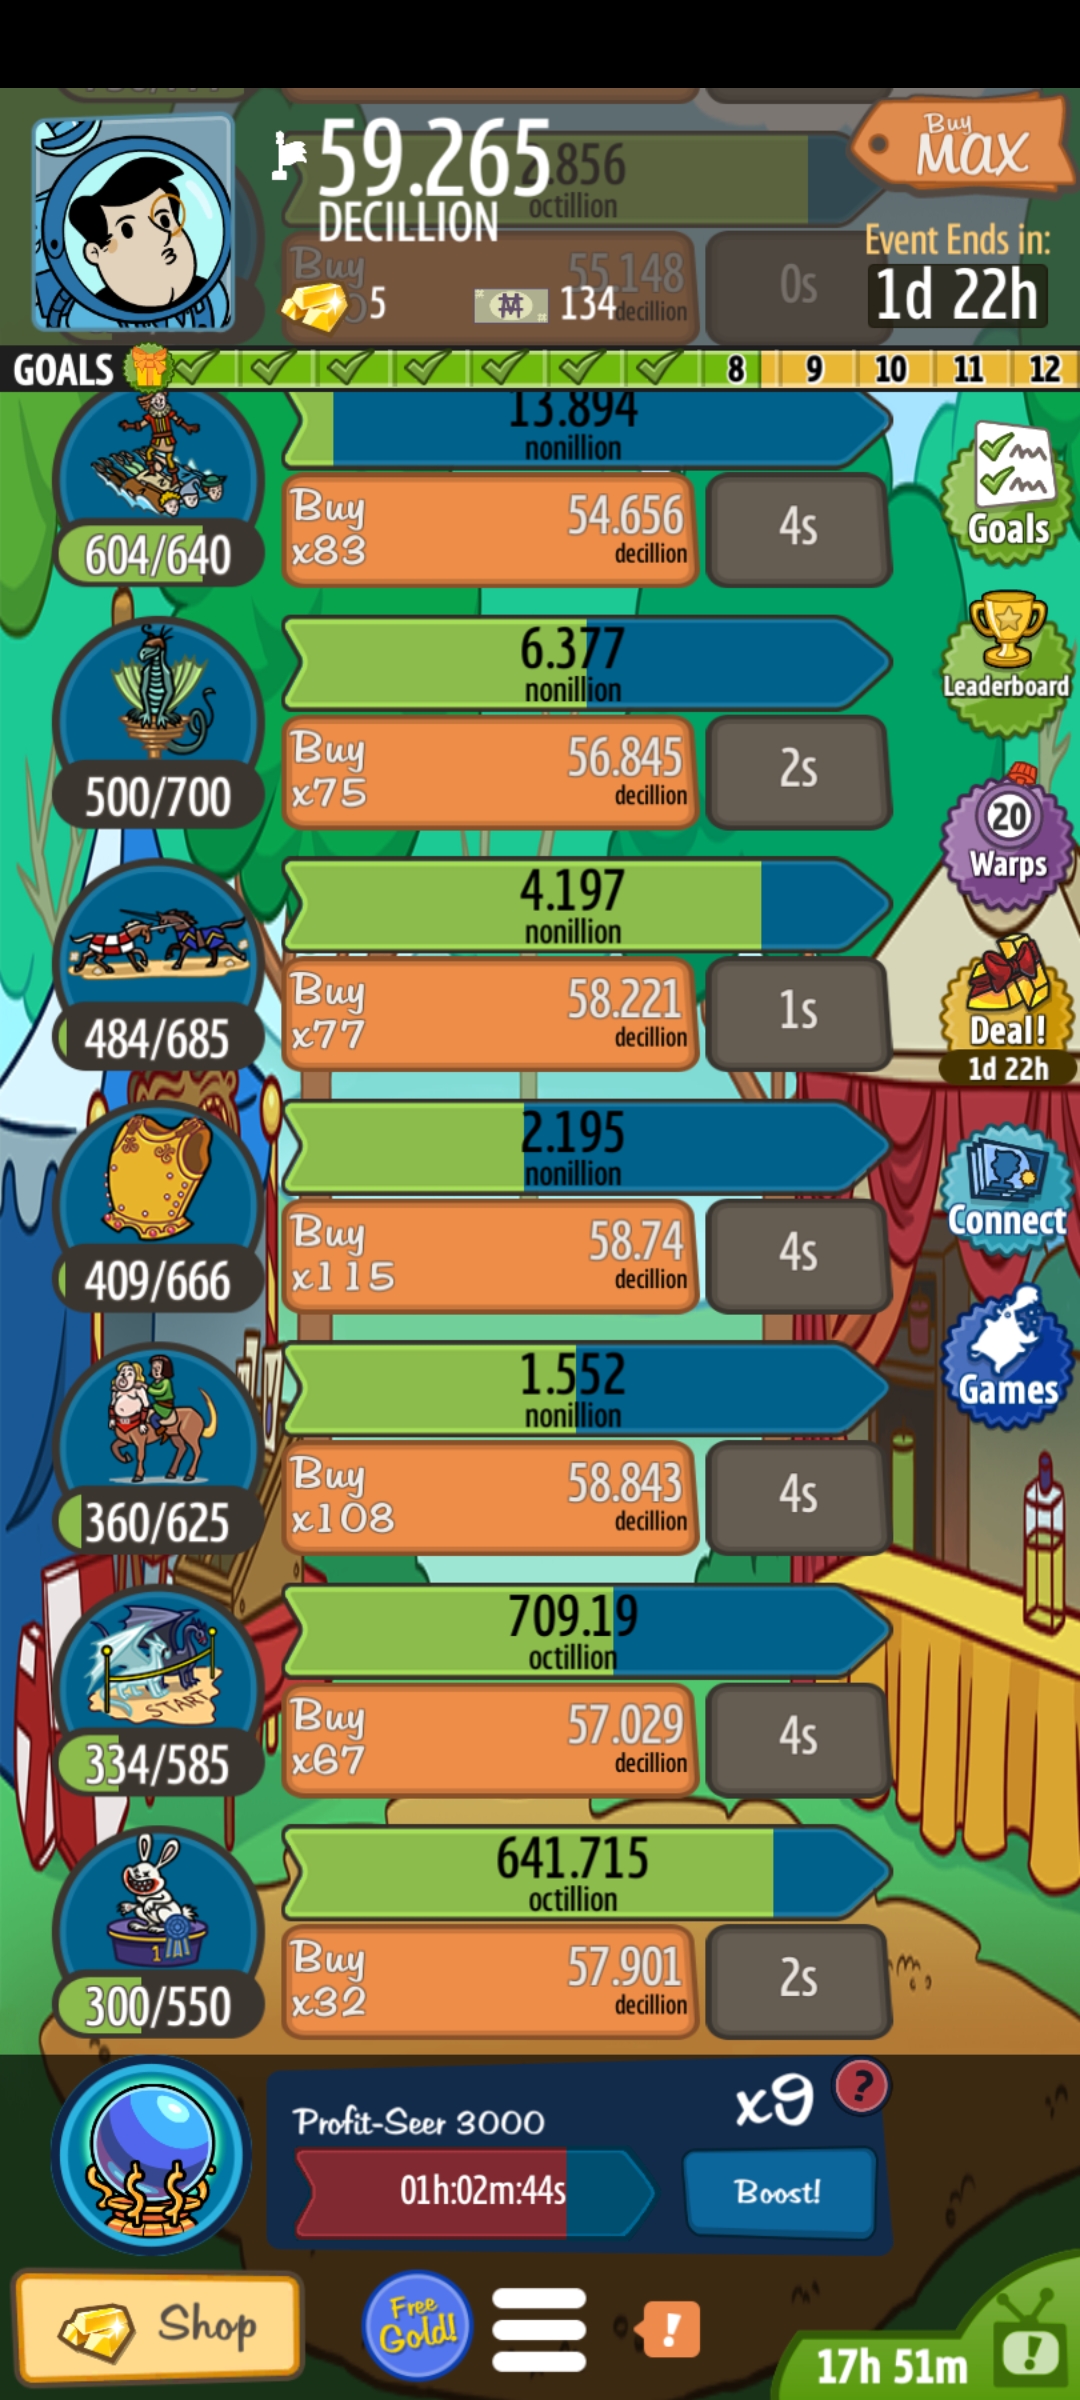 59.265
DECILLION
5
134
Buy
MAX
Event Ends in:
1d 22h
.856
octillion
Buy
55.148
decillion
0s
GOALS
8
9
10
11
12
13.894
nonillion
604/640
Buy
x83
54.656
decillion
4s
Goals
6.377
nonillion
500/700
Buy
x75
56.845
decillion
2s
Leaderboard
4.197
nonillion
484/685
Buy
x77
58.221
decillion
1s
20
Warps
Deal!
1d 22h
2.195
nonillion
409/666
Buy
x115
58.74
decillion
4s
Connect
1.552
nonillion
360/625
Buy
x108
58.843
decillion
4s
Games
709.19
octillion
START
334/585
Buy
x67
57.029
decillion
4s
641.715
octillion
1
300/550
Buy
x32
57.901
decillion
2s
Profit-Seer 3000
x9
?
01h:02m:44s
Boost!
Shop
Free
Gold!
!
17h 51m
!